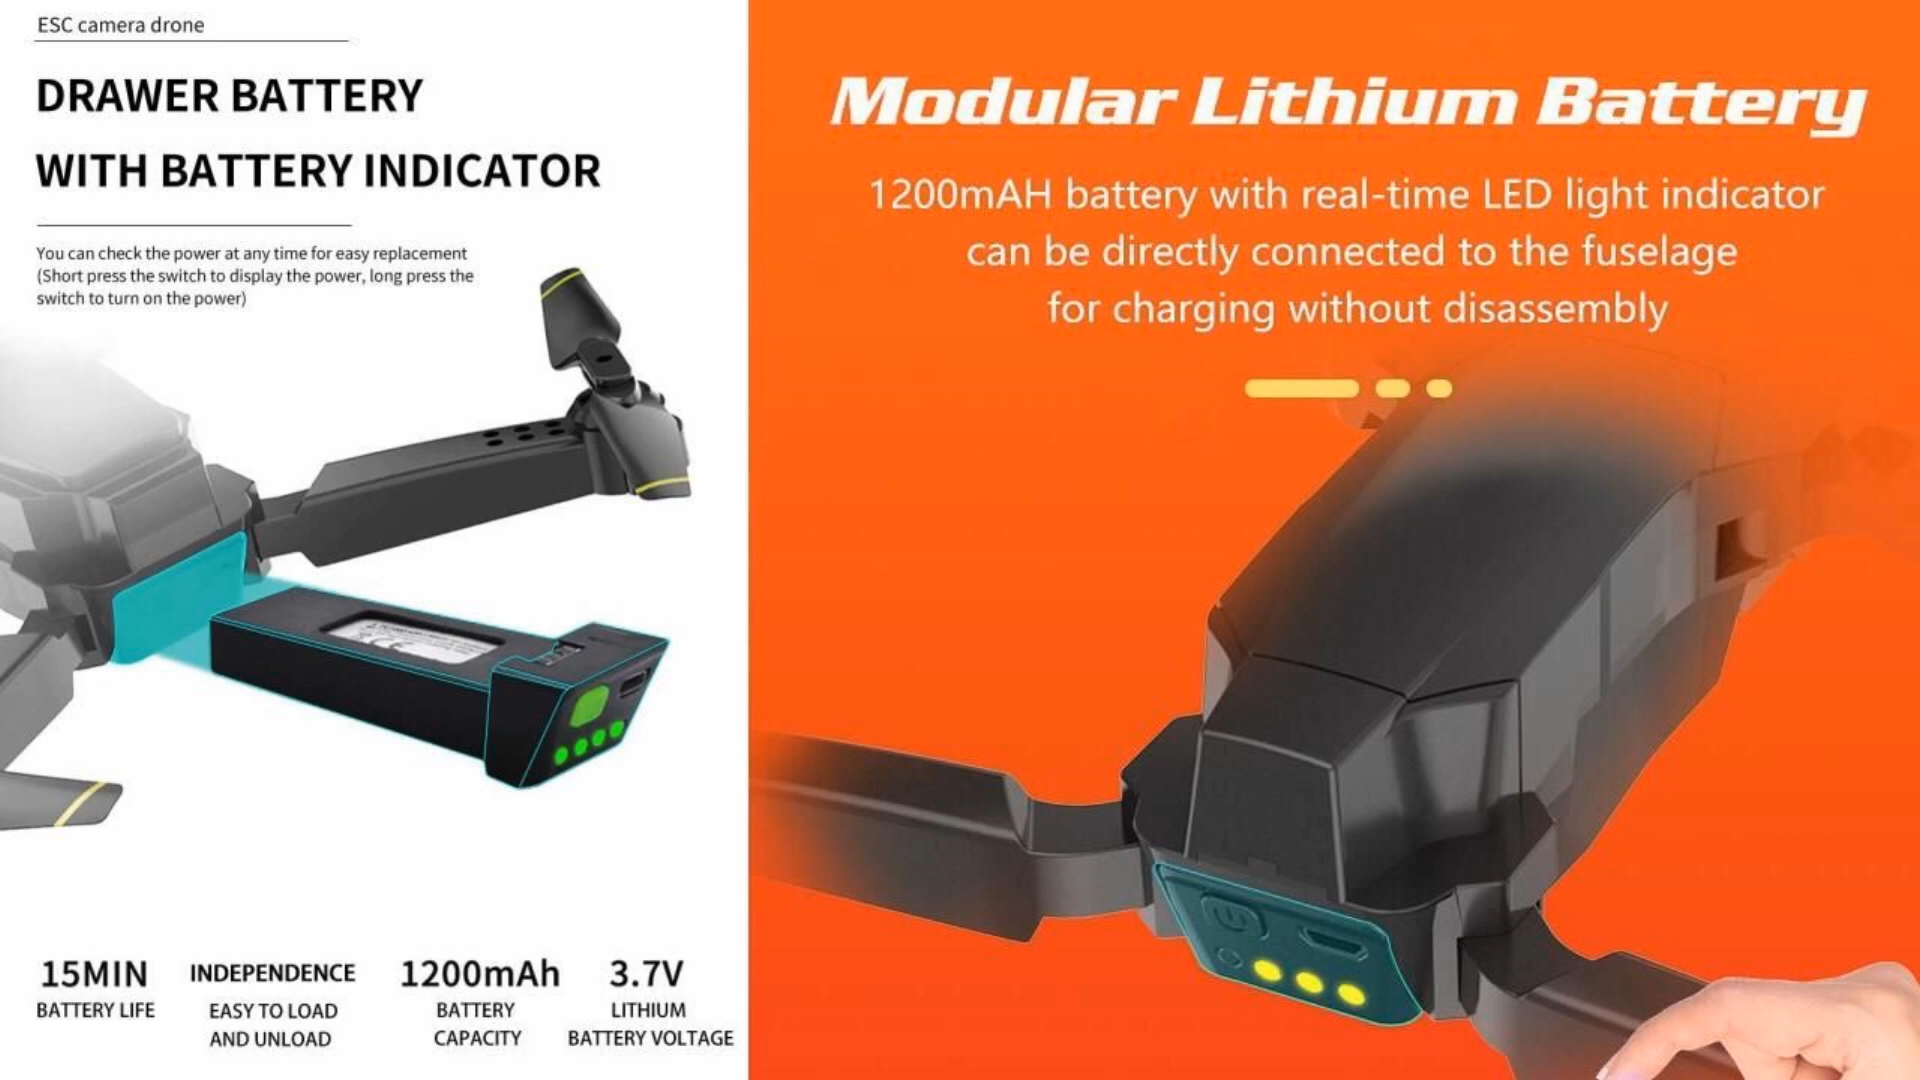 ESC camera drone
DRAWER BATTERY
WITH BATTERY INDICATOR
You can check the power at any time for easy replacement
(Short press the switch to display the power, long press the
switch to turn on the power)
15MIN
BATTERY LIFE
INDEPENDENCE
EASY TO LOAD
AND UNLOAD
1200mAh
BATTERY
CAPACITY
3.7V
LITHIUM
BATTERY VOLTAGE
Modular Lithium Battery
1200mAH battery with real-time LED light indicator
can be directly connected to the fuselage
for charging without disassembly